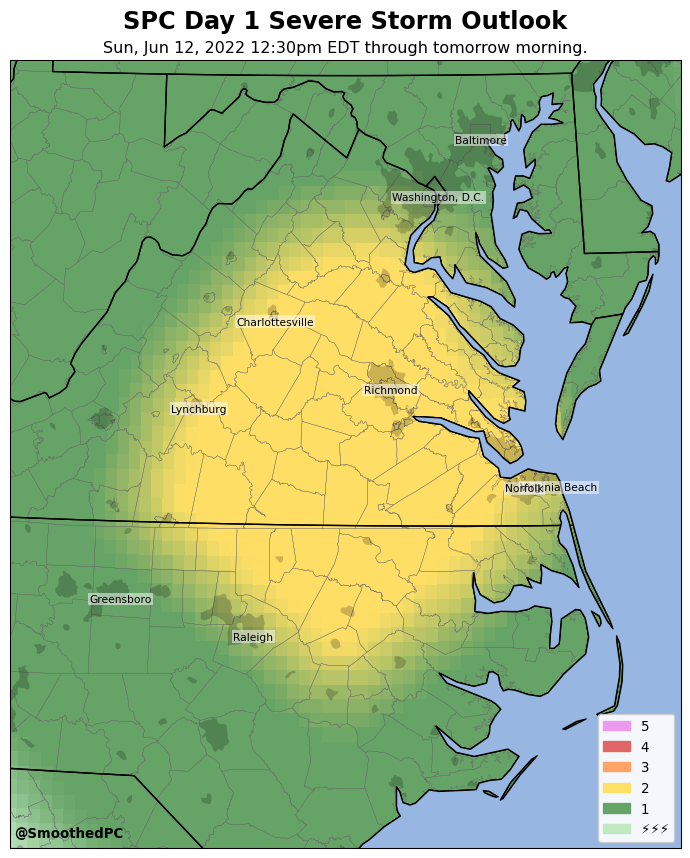 SPC Day 1 Severe Storm Outlook
Sun, Jun 12, 2022 12:30pm EDT through tomorrow morning.
Baltimore
Washington, D.C.
Charlottesville
Richmond
Lynchburg
Norfolk
nia Beach
Greensboro
Raleigh
5
4
3
2
1
⚡⚡⚡
@SmoothedPC